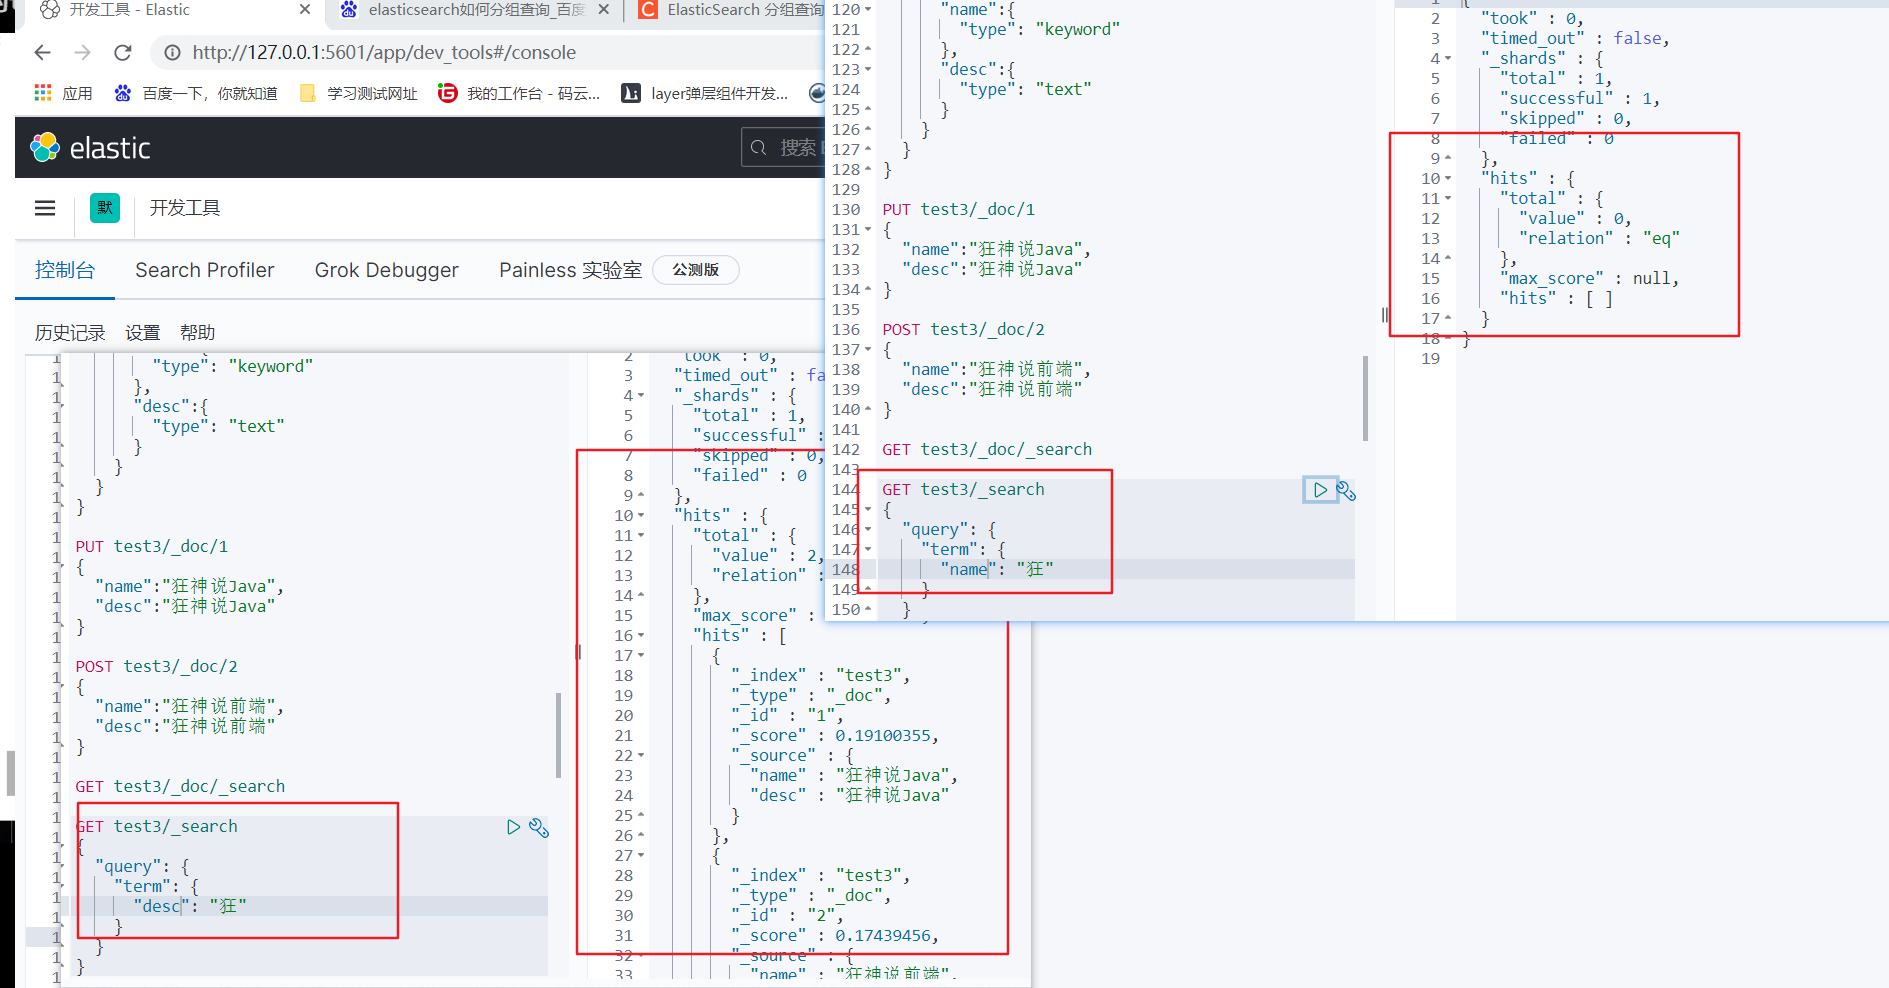 开发工具 - Elastic
elasticsearch如何分组查询_百度
ElasticSearch 分组查询
http://127.0.0.1:5601/app/dev_tools#/console
应用
百度一下，你就知道
学习测试网址
我的工作台 - 码云...
layer弹层组件开发...
elastic
搜索
默
开发工具
控制台
Search Profiler
Grok Debugger
Painless 实验室
公测版
历史记录
设置
帮助
"type": "keyword"
},
"desc":{
"type": "text"
}
}
}
}
PUT test3/_doc/1
{
"name":"狂神说Java",
"desc":"狂神说Java"
}
POST test3/_doc/2
{
"name":"狂神说前端",
"desc":"狂神说前端"
}
GET test3/_doc/_search
GET test3/_search
{
"query": {
"term": {
"desc": "狂"
}
}
}
2 "took" : 0,
3 "timed_out" : fa
4 "_shards" : {
5 "total" : 1,
6 "successful" :
7 "skipped" : 0,
8 "failed" : 0
9 },
10 "hits" : {
11 "total" : {
12 "value" : 2,
13 "relation" :
14 },
15 "max_score" :
16 "hits" : [
17 {
18 "_index" : "test3",
19 "_type" : "_doc",
20 "_id" : "1",
21 "_score" : 0.19100355,
22 "_source" : {
23 "name" : "狂神说Java",
24 "desc" : "狂神说Java"
25 }
26 },
27 {
28 "_index" : "test3",
29 "_type" : "_doc",
30 "_id" : "2",
31 "_score" : 0.17439456,
32 "_source" : {
33 "name" : "狂神说前端",
120 "name":{
121 "type": "keyword"
122 },
123 "desc":{
124 "type": "text"
125 }
126 }
127 }
128 }
129
130 PUT test3/_doc/1
131 {
132 "name":"狂神说Java",
133 "desc":"狂神说Java"
134 }
135
136 POST test3/_doc/2
137 {
138 "name":"狂神说前端",
139 "desc":"狂神说前端"
140 }
141
142 GET test3/_doc/_search
143
144 GET test3/_search
145 {
146 "query": {
147 "term": {
148 "name": "狂"
149 }
150 }
1 {
2 "took" : 0,
3 "timed_out" : false,
4 "_shards" : {
5 "total" : 1,
6 "successful" : 1,
7 "skipped" : 0,
8 "failed" : 0
9 },
10 "hits" : {
11 "total" : {
12 "value" : 0,
13 "relation" : "eq"
14 },
15 "max_score" : null,
16 "hits" : [ ]
17 }
18 }
19